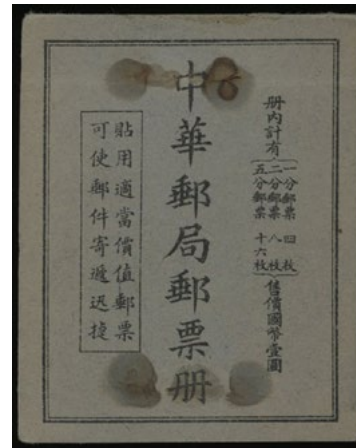 册內計有
一分郵票 四枚
二分郵票 八枚
五分郵票 十六枚
售價國幣壹圓
中華郵局郵票册
貼用適當價值郵票
可使郵件寄遞迅捷